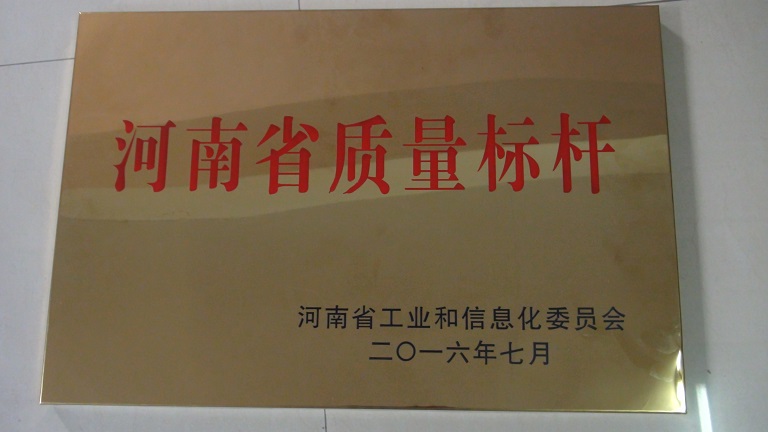 河南省质量标杆
河南省工业和信息化委员会
二〇一六年七月